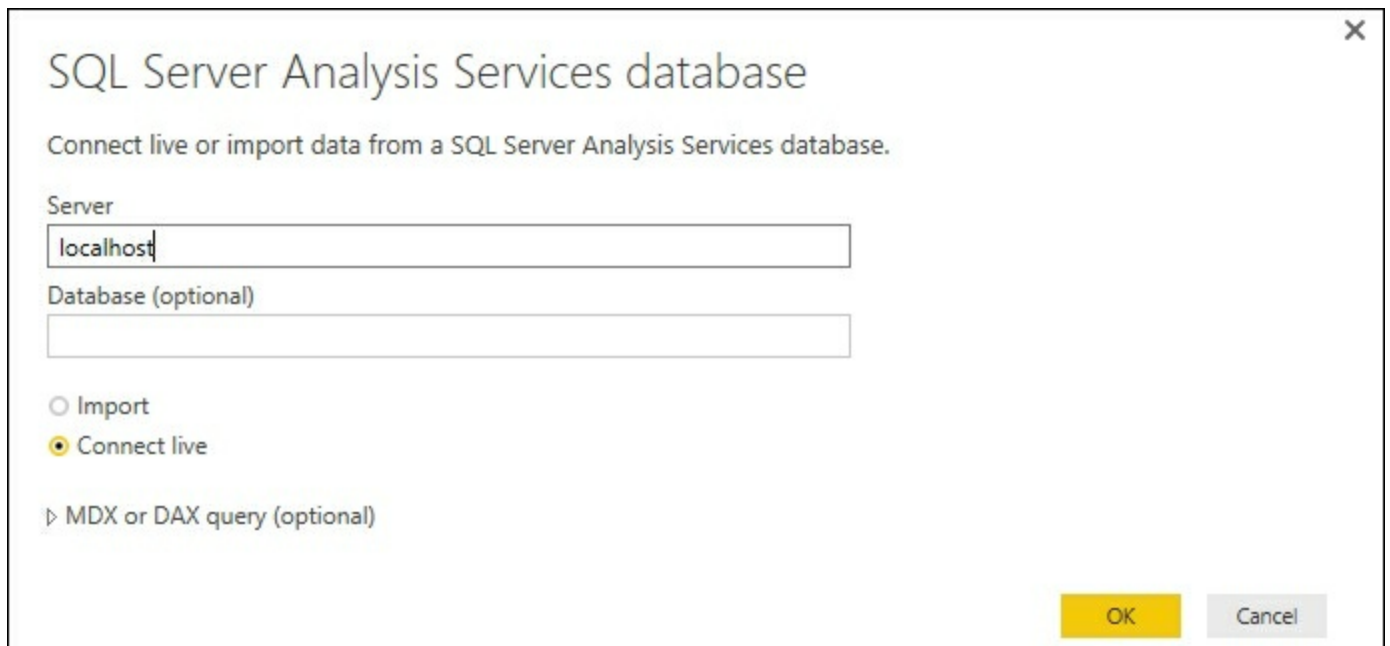 SQL Server Analysis Services database
Connect live or import data from a SQL Server Analysis Services database.
Server
localhost
Database (optional)
Import
Connect live
MDX or DAX query (optional)
OK
Cancel